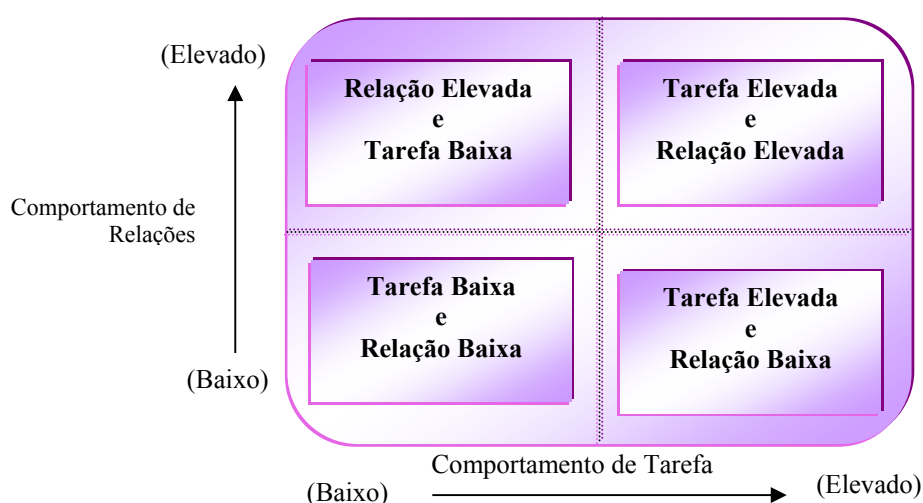 (Elevado)
Relação Elevada
e
Tarefa Baixa
Tarefa Elevada
e
Relação Elevada
Comportamento de
Relações
Tarefa Baixa
e
Relação Baixa
Tarefa Elevada
e
Relação Baixa
(Baixo)
Comportamento de Tarefa
(Baixo)
(Elevado)